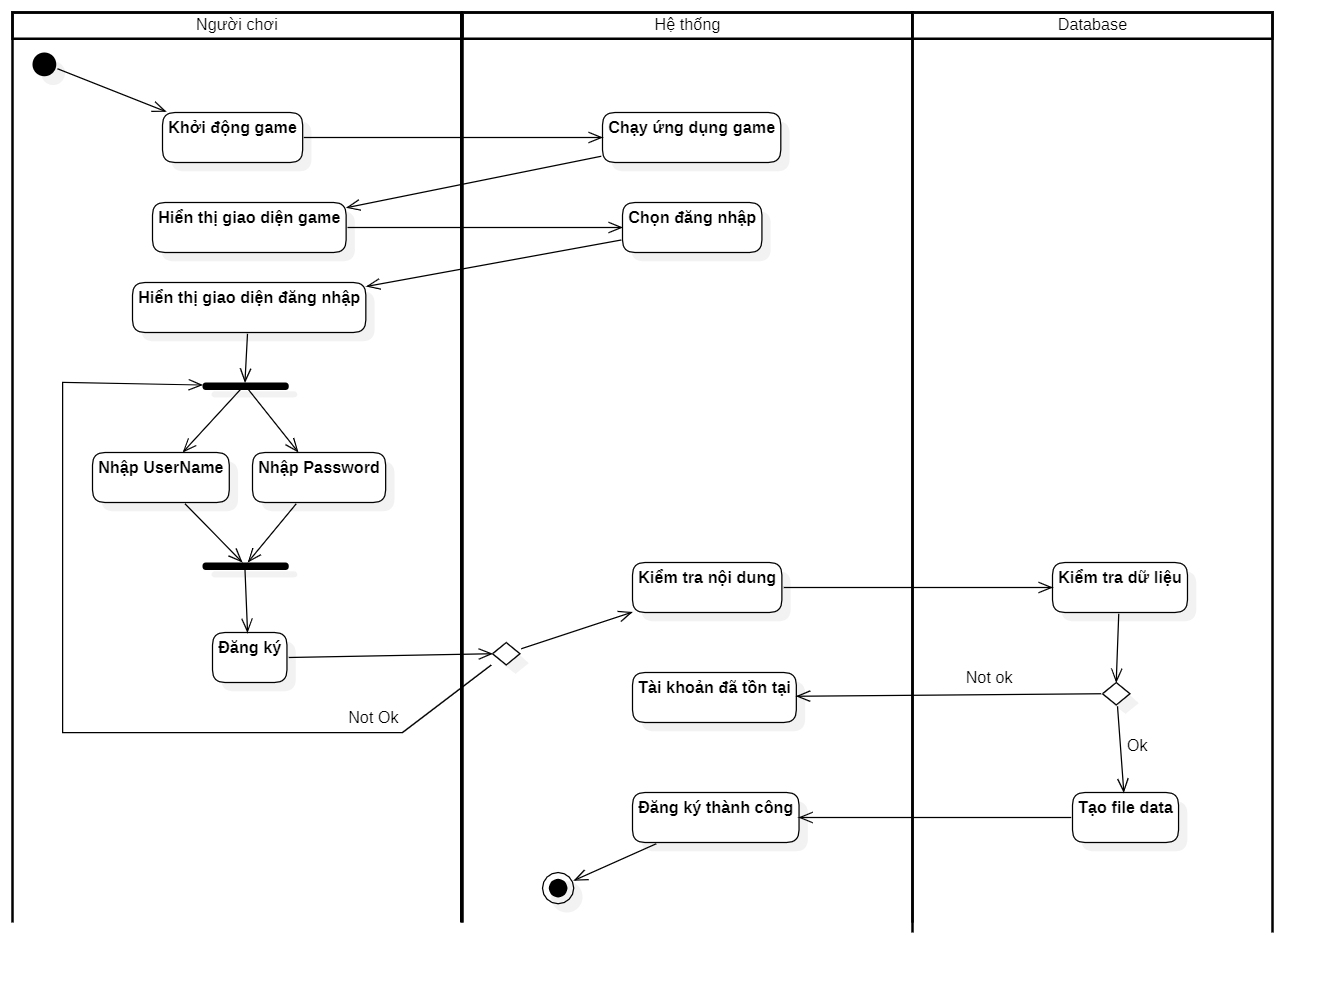 Người chơi
Hệ thống
Database
Khởi động game
Chạy ứng dụng game
Hiển thị giao diện game
Chọn đăng nhập
Hiển thị giao diện đăng nhập
Nhập UserName
Nhập Password
Kiểm tra nội dung
Kiểm tra dữ liệu
Đăng ký
Not ok
Tài khoản đã tồn tại
Not Ok
Ok
Đăng ký thành công
Tạo file data